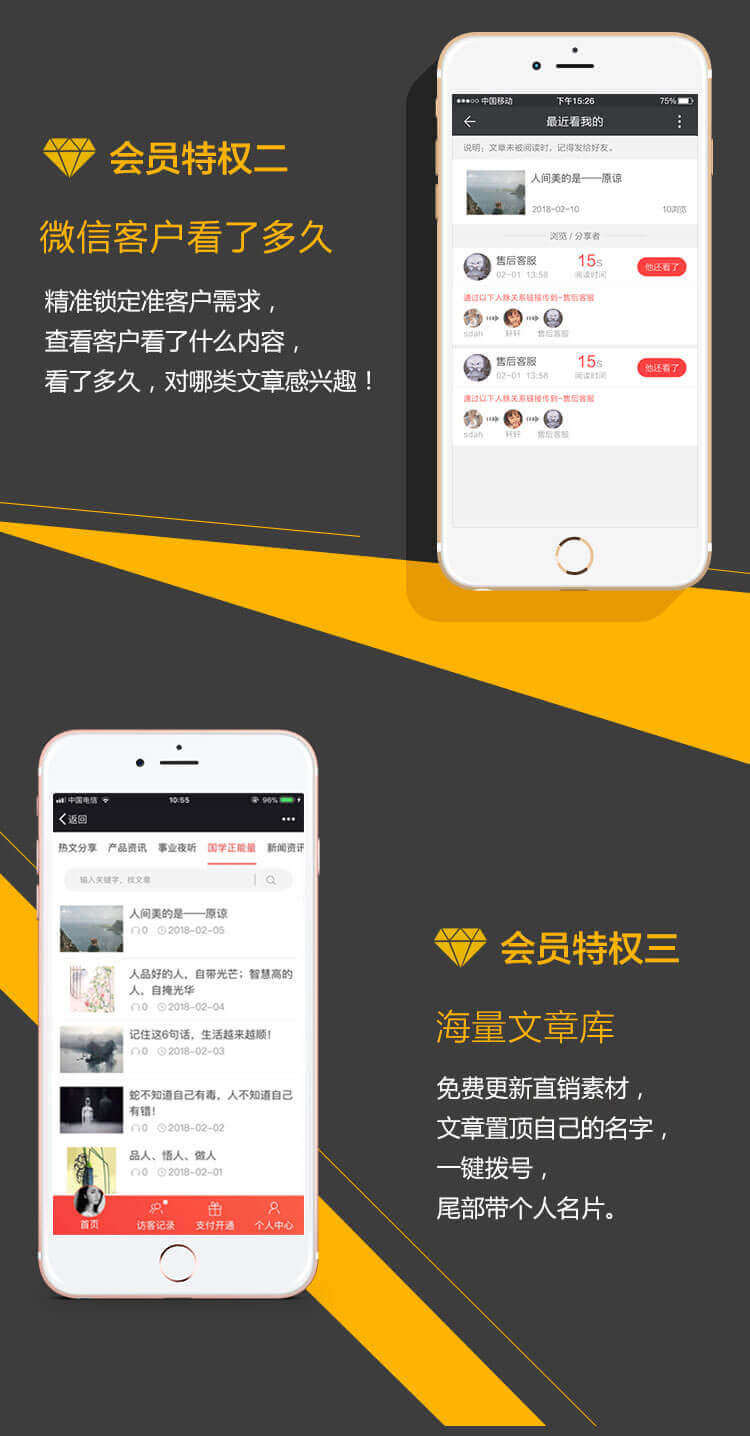 会员特权二
微信客户看了多久
精准锁定准客户需求，
查看客户看了什么内容，
看了多久，对哪类文章感兴趣！
中国移动 下午15:26 75%
最近看我的
说明：文章未被阅读时，记得发给好友。
人间美的是——原谅
2018-02-10 10浏览
浏览 / 分享者
售后客服 15s 他还看了
02-01 13:58 阅读时间
通过以下人脉关系链接传到-售后客服
sdah 轩轩 售后客服
售后客服 15s 他还看了
02-01 13:58 阅读时间
通过以下人脉关系链接传到-售后客服
sdah 轩轩 售后客服
中国电信 10:55 96%
返回
热文分享 产品资讯 事业夜听 国学正能量 新闻资讯
输入关键字，找文章
人间美的是——原谅
0 2018-02-05
人品好的人，自带光芒；智慧高的
人，自掩光华
0 2018-02-04
记住这6句话，生活越来越顺！
0 2018-02-03
蛇不知道自己有毒，人不知道自己
有错！
0 2018-02-02
品人、悟人、做人
0 2018-02-01
首页 访客记录 支付开通 个人中心
会员特权三
海量文章库
免费更新直销素材，
文章置顶自己的名字，
一键拨号，
尾部带个人名片。